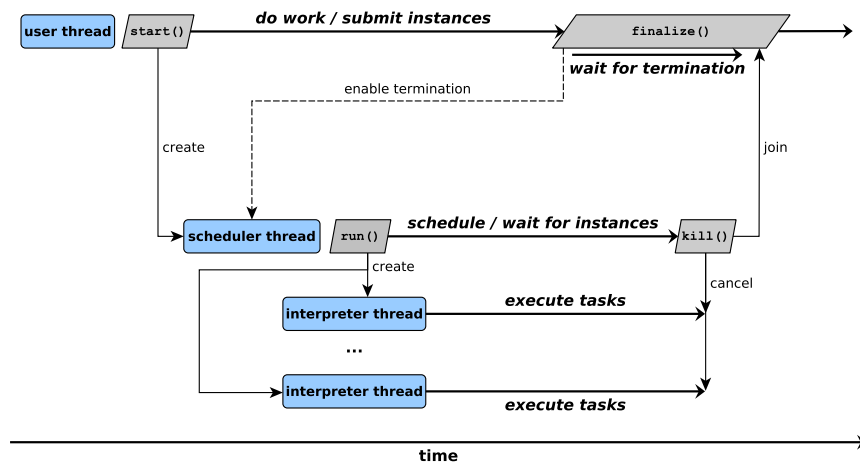 user thread
start()
do work / submit instances
finalize()
wait for termination
enable termination
create
join
scheduler thread
run()
schedule / wait for instances
kill()
create
cancel
interpreter thread
execute tasks
...
interpreter thread
execute tasks
time